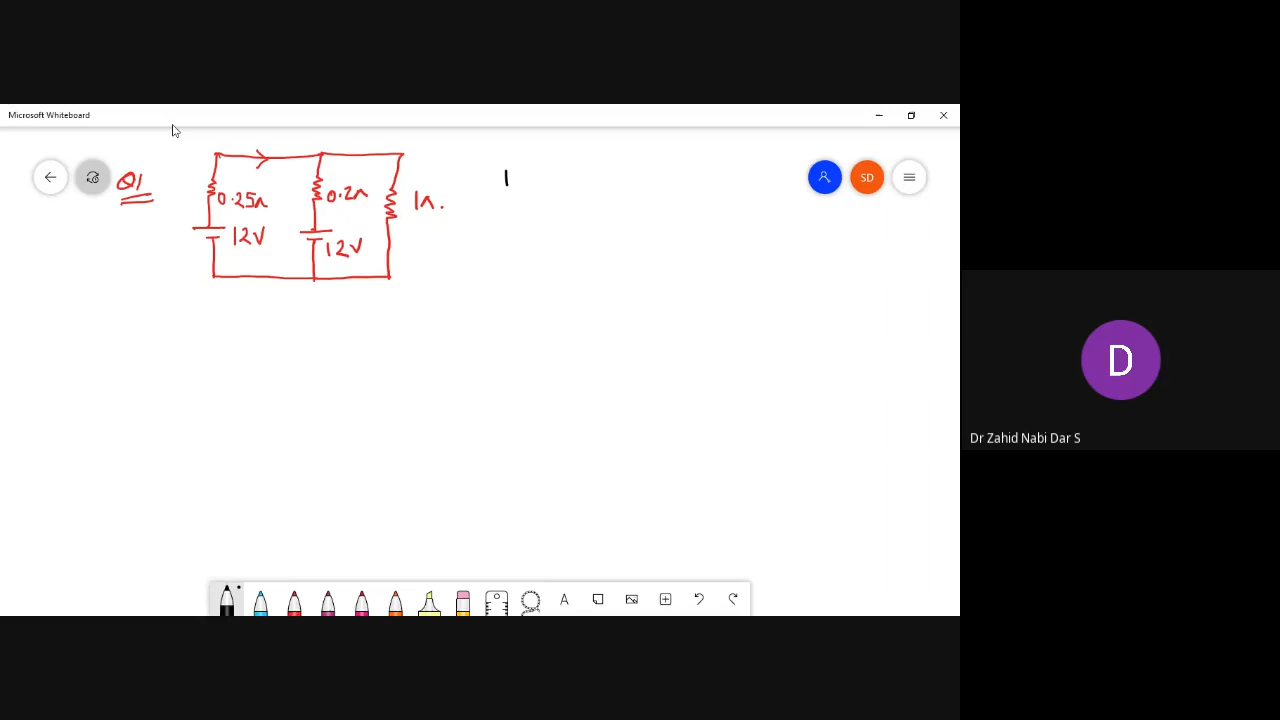 Microsoft Whiteboard
Q1
0.25Ω
0.2Ω
1Ω.
12V
12V
SD
A
D
Dr Zahid Nabi Dar S